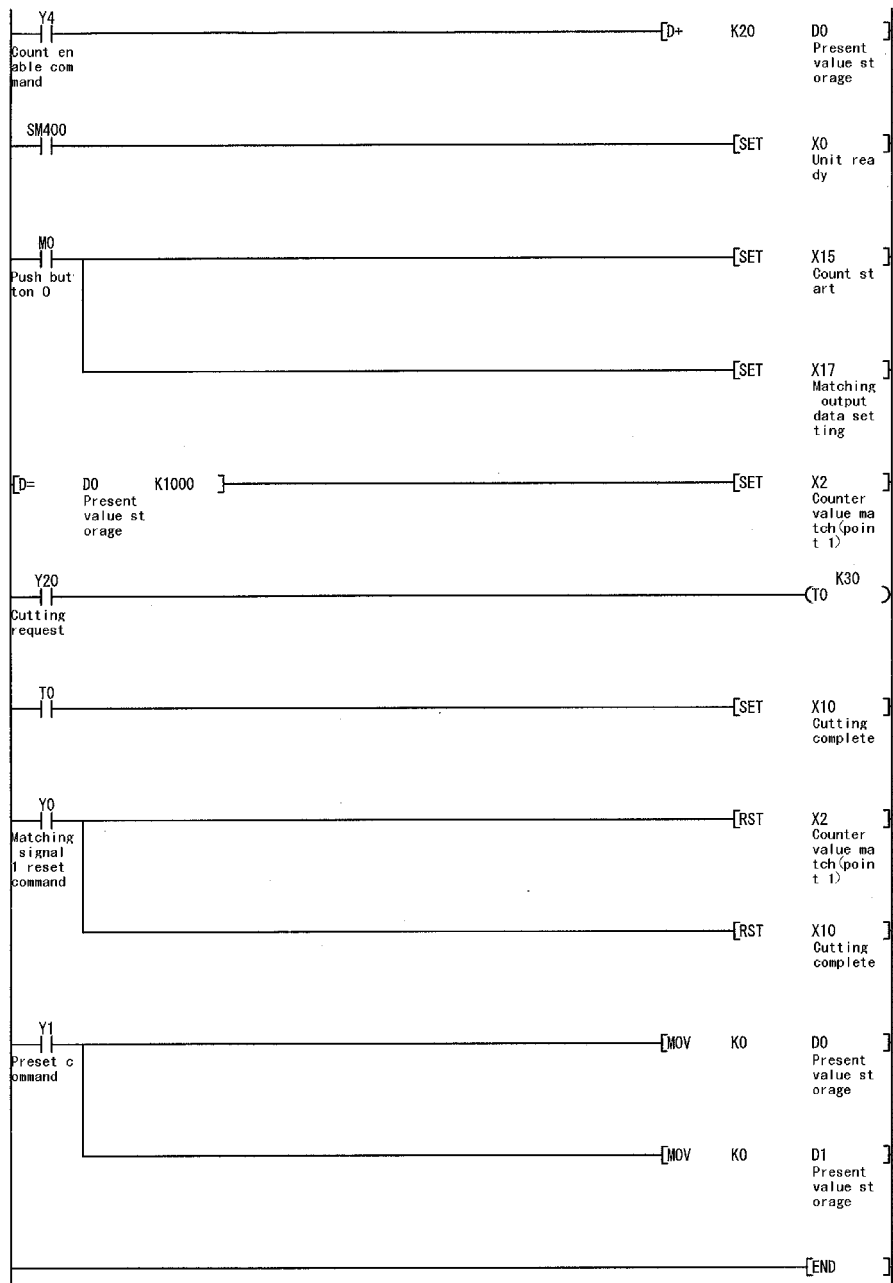 Y4
[D+ K20 D0 ]
Count en
able com
mand
Present
value st
orage
SM400
[SET X0 ]
Unit rea
dy
M0
[SET X15 ]
Push but
ton 0
Count st
art
[SET X17 ]
Matching
output
data set
ting
[D= D0 K1000 ]
[SET X2 ]
Present
value st
orage
Counter
value ma
tch(poin
t 1)
Y20
K30
(T0 )
Cutting
request
T0
[SET X10 ]
Cutting
complete
Y0
[RST X2 ]
Matching
signal
1 reset
command
Counter
value ma
tch(poin
t 1)
[RST X10 ]
Cutting
complete
Y1
[MOV K0 D0 ]
Preset c
ommand
Present
value st
orage
[MOV K0 D1 ]
Present
value st
orage
[END ]